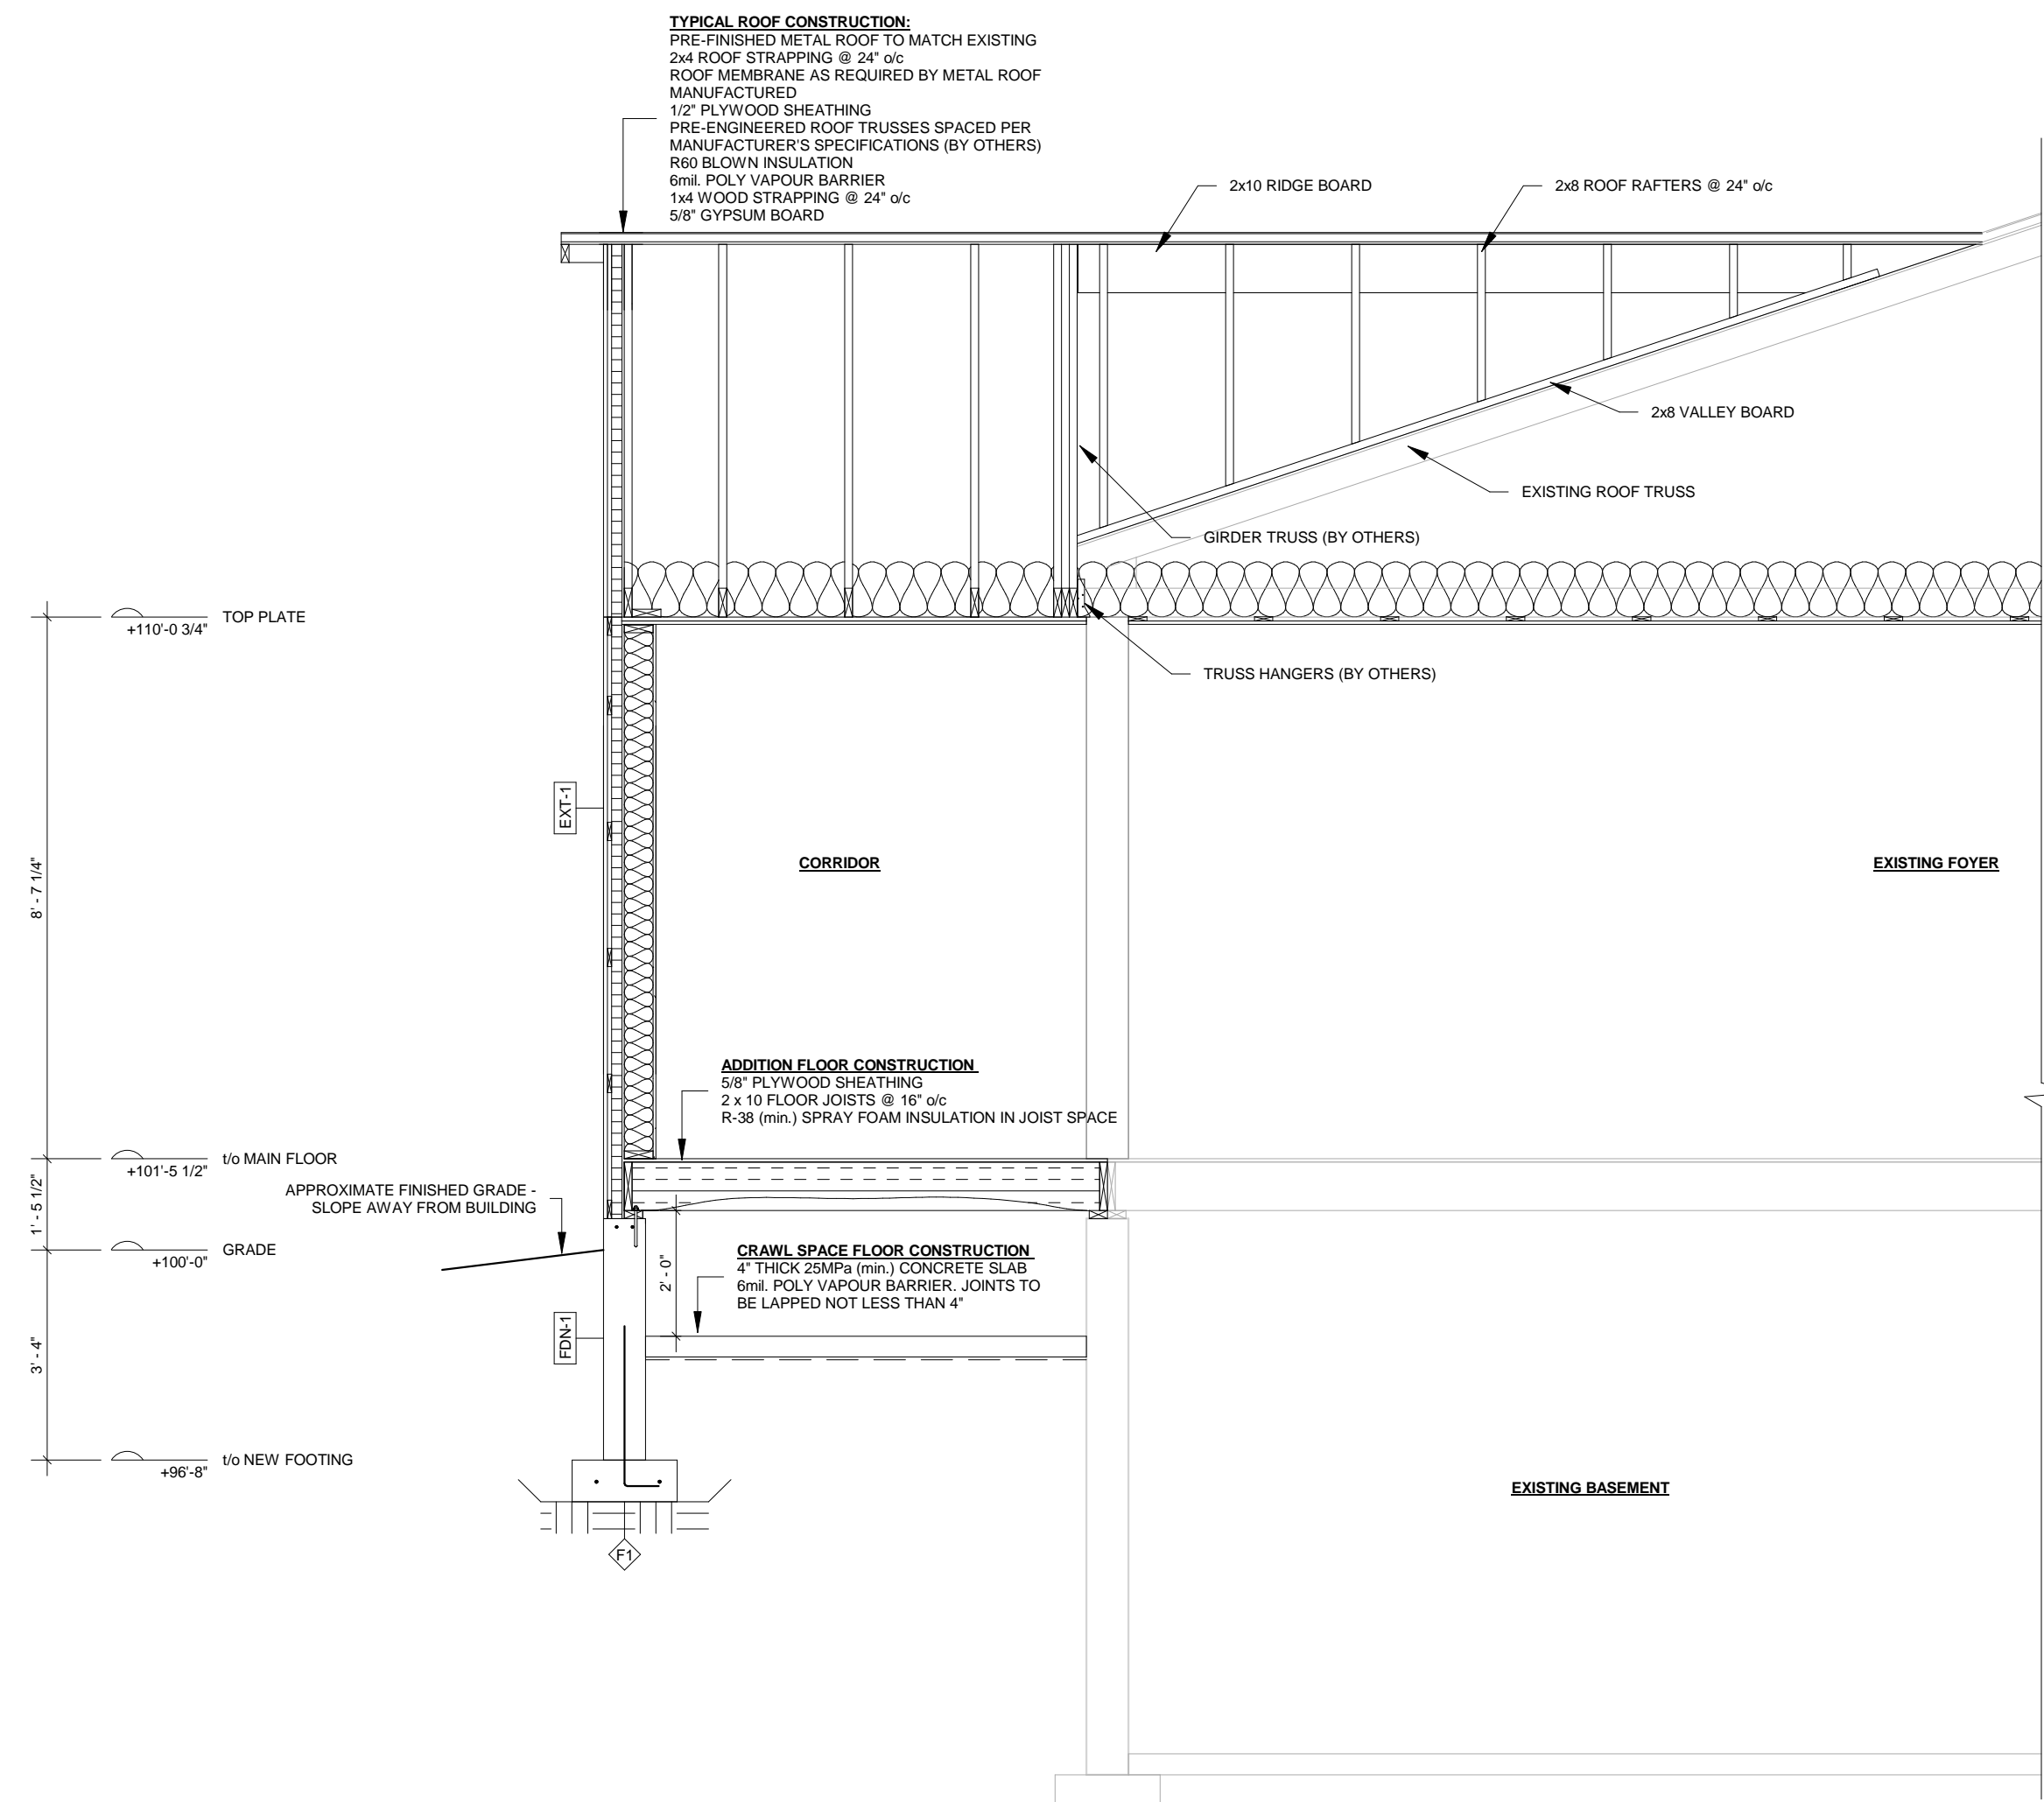 TYPICAL ROOF CONSTRUCTION:
PRE-FINISHED METAL ROOF TO MATCH EXISTING
2x4 ROOF STRAPPING @ 24" o/c
ROOF MEMBRANE AS REQUIRED BY METAL ROOF
MANUFACTURED
1/2" PLYWOOD SHEATHING
PRE-ENGINEERED ROOF TRUSSES SPACED PER
MANUFACTURER'S SPECIFICATIONS (BY OTHERS)
R60 BLOWN INSULATION
6mil. POLY VAPOUR BARRIER
1x4 WOOD STRAPPING @ 24" o/c
5/8" GYPSUM BOARD
2x10 RIDGE BOARD
2x8 ROOF RAFTERS @ 24" o/c
2x8 VALLEY BOARD
EXISTING ROOF TRUSS
GIRDER TRUSS (BY OTHERS)
TOP PLATE
+110'-0 3/4"
TRUSS HANGERS (BY OTHERS)
EXT-1
8' - 7 1/4"
CORRIDOR
EXISTING FOYER
ADDITION FLOOR CONSTRUCTION
5/8" PLYWOOD SHEATHING
2 x 10 FLOOR JOISTS @ 16" o/c
R-38 (min.) SPRAY FOAM INSULATION IN JOIST SPACE
t/o MAIN FLOOR
+101'-5 1/2"
1' - 5 1/2"
APPROXIMATE FINISHED GRADE -
SLOPE AWAY FROM BUILDING
GRADE
+100'-0"
2' - 0"
CRAWL SPACE FLOOR CONSTRUCTION
4" THICK 25MPa (min.) CONCRETE SLAB
6mil. POLY VAPOUR BARRIER. JOINTS TO
BE LAPPED NOT LESS THAN 4"
FDN-1
3' - 4"
t/o NEW FOOTING
+96'-8"
EXISTING BASEMENT
F1